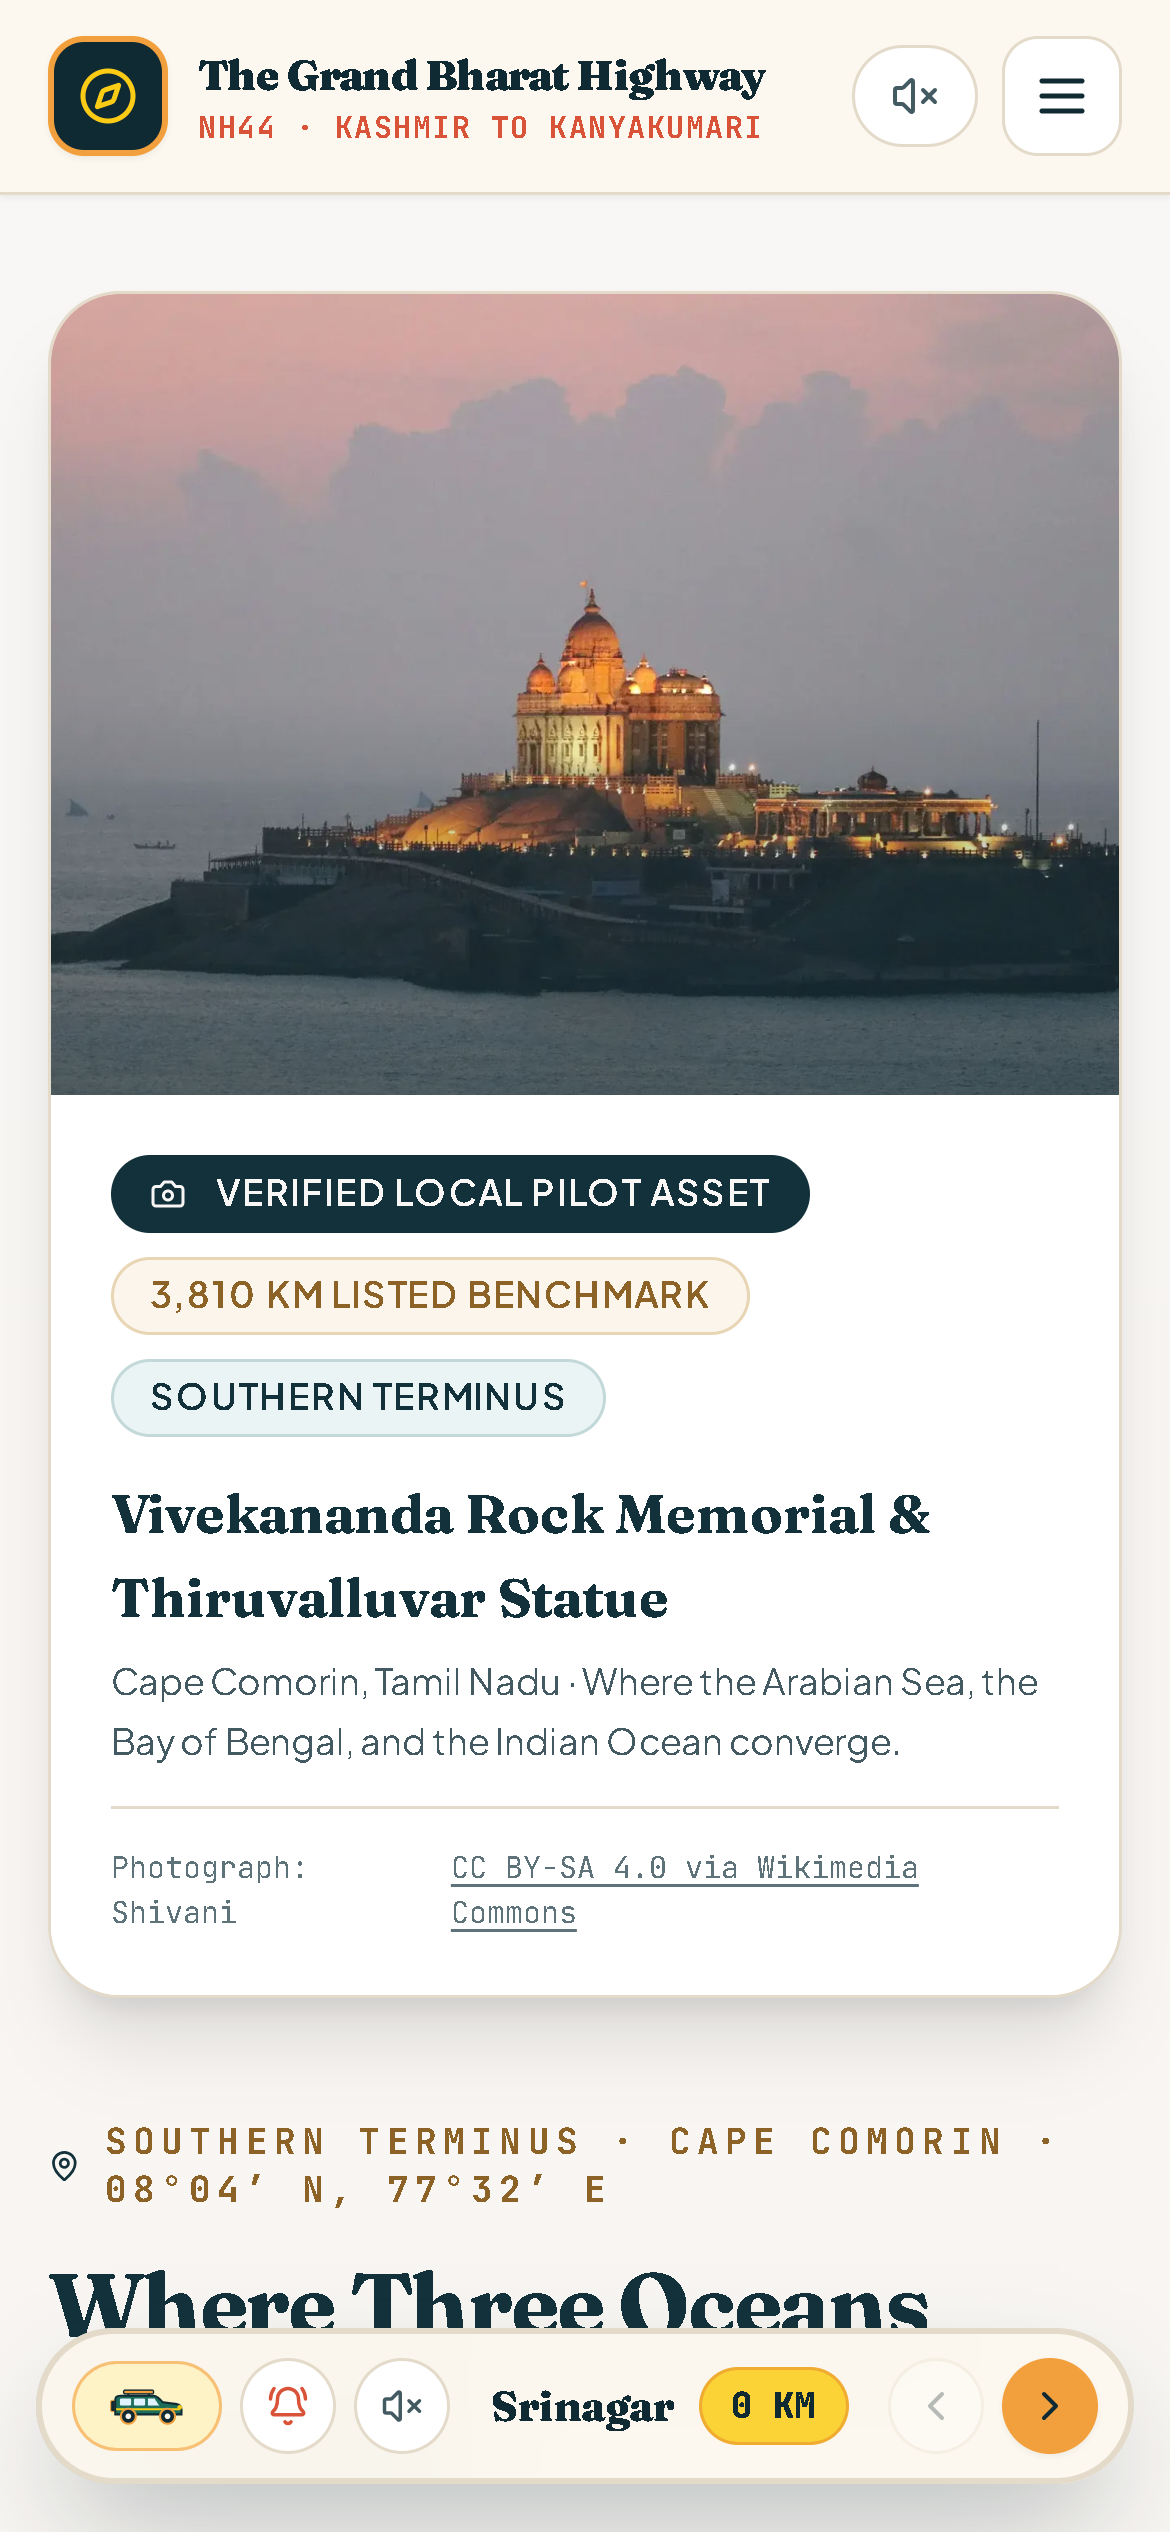 The Grand Bharat Highway
NH44 · KASHMIR TO KANYAKUMARI
VERIFIED LOCAL PILOT ASSET
3,810 KM LISTED BENCHMARK
SOUTHERN TERMINUS
Vivekananda Rock Memorial &
Thiruvalluvar Statue
Cape Comorin, Tamil Nadu · Where the Arabian Sea, the
Bay of Bengal, and the Indian Ocean converge.
Photograph:
Shivani
CC BY-SA 4.0 via Wikimedia
Commons
SOUTHERN TERMINUS · CAPE COMORIN ·
08°04′ N, 77°32′ E
Where Three Oceans
Srinagar
0 KM